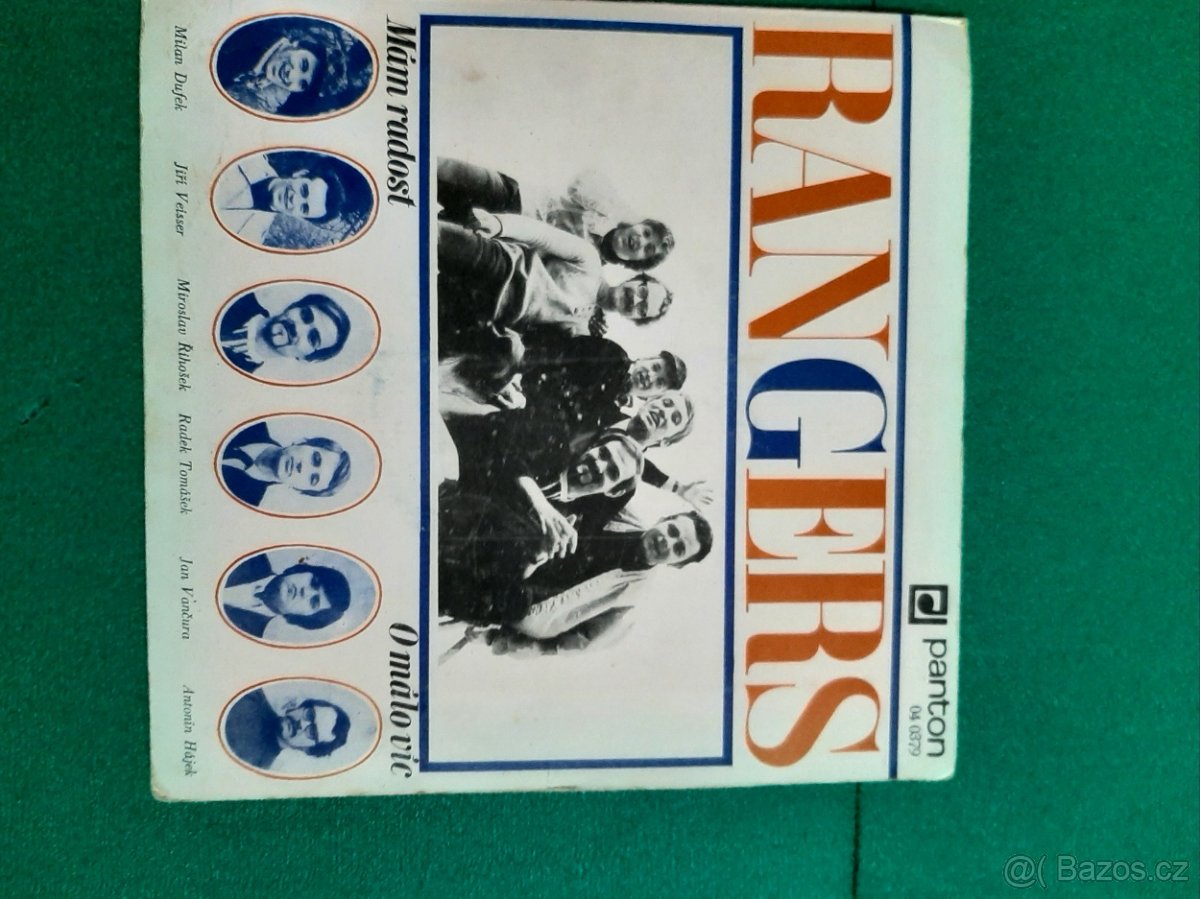 panton
04 0379
RANGERS
Mám radost
O málo víc
Milan Dufek
Jiří Veisser
Miroslav Řihošek
Radek Tomášek
Jan Vančura
Antonín Hájek
@( Bazos.cz